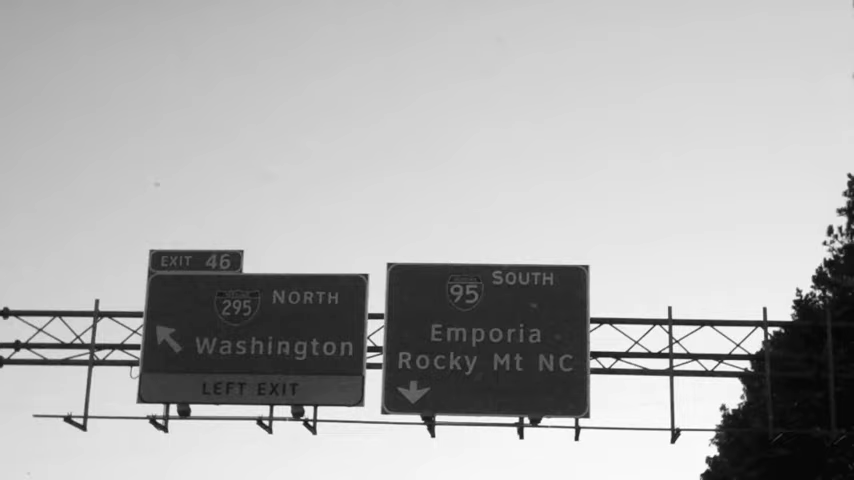 EXIT 46
295 NORTH
Washington
LEFT EXIT
95 SOUTH
Emporia
Rocky Mt NC